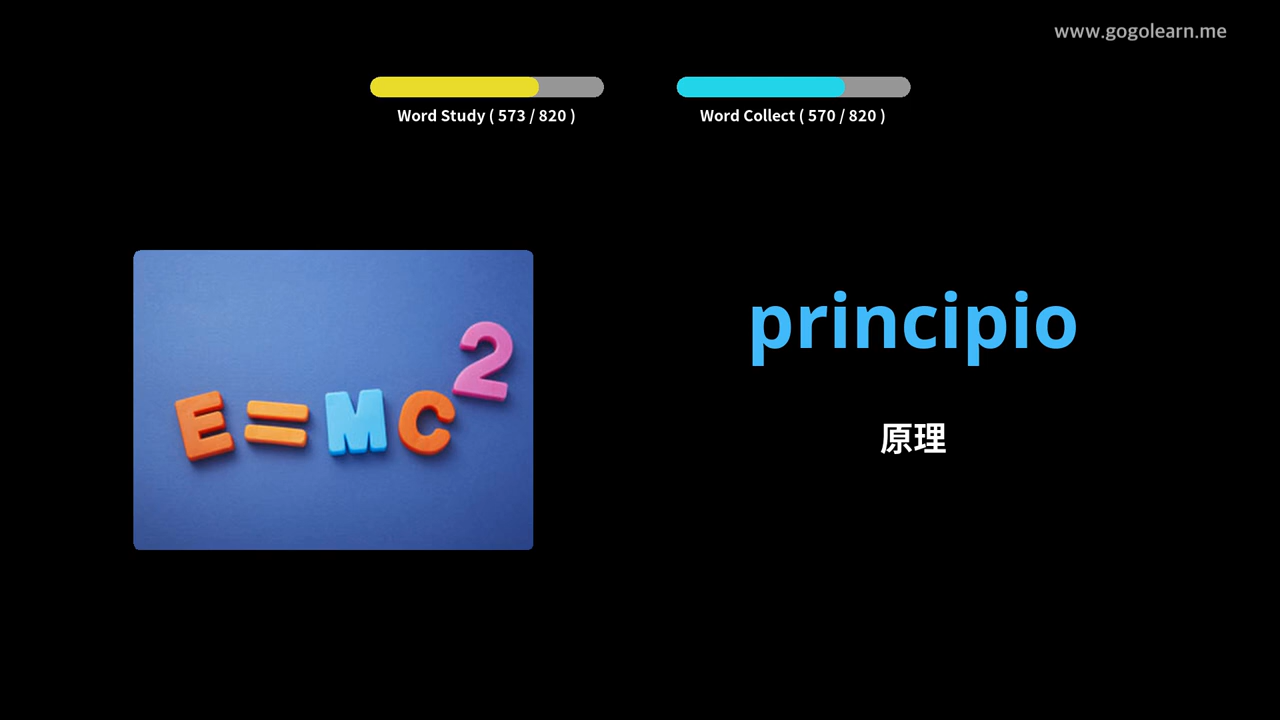 www.gogolearn.me
Word Study ( 573 / 820 )
Word Collect ( 570 / 820 )
E=MC²
principio
原理